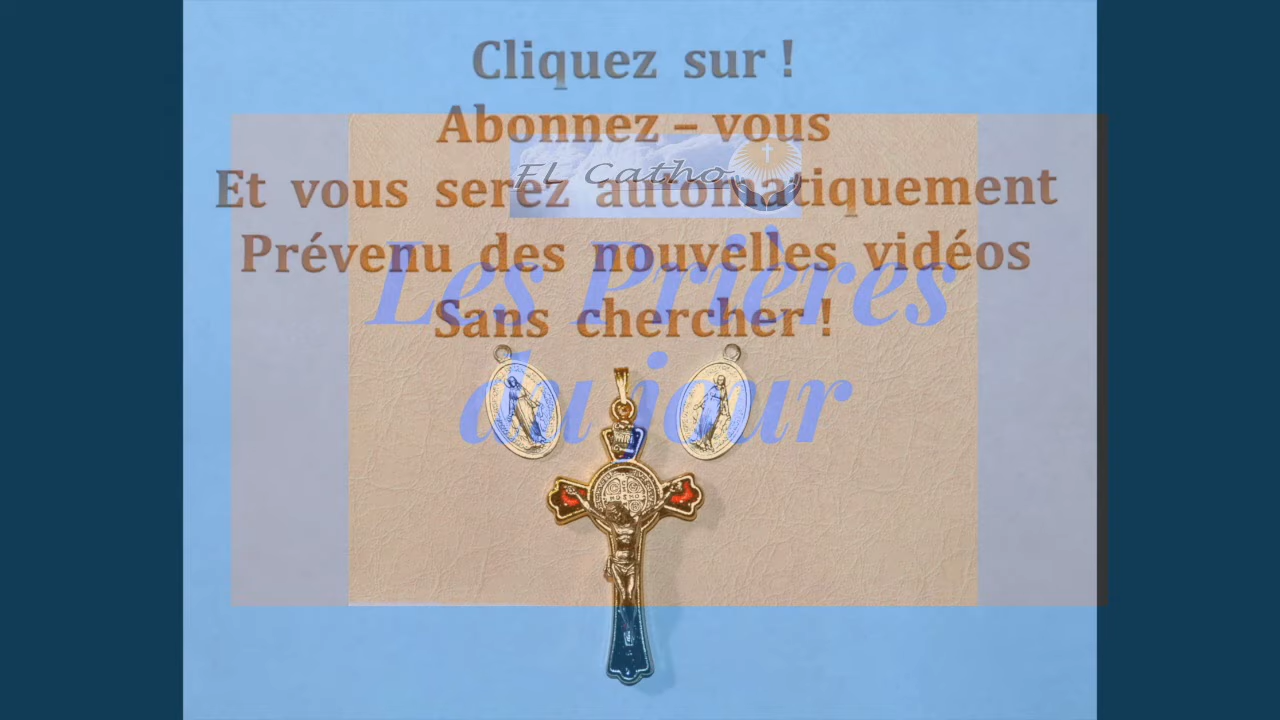 Cliquez sur !
Abonnez – vous
FL Catho
Et vous serez automatiquement
Prévenu des nouvelles vidéos
Les Prières
Sans chercher !
du jour